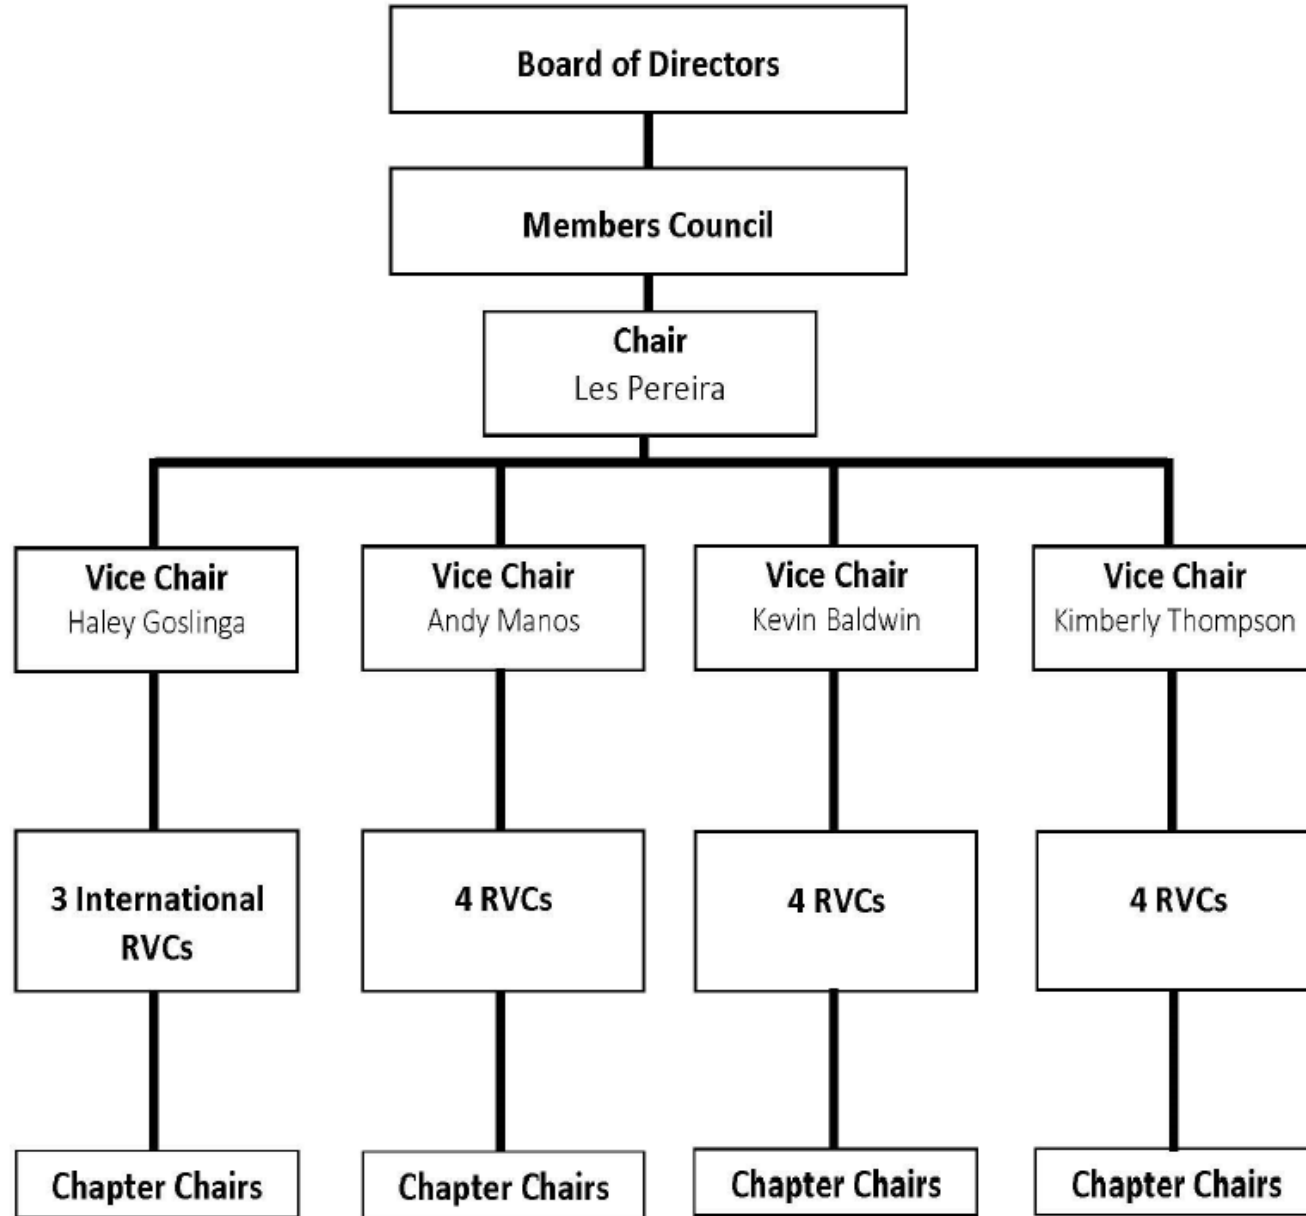 Board of Directors
Members Council
Chair
Les Pereira
Vice Chair
Haley Goslinga
Vice Chair
Andy Manos
Vice Chair
Kevin Baldwin
Vice Chair
Kimberly Thompson
3 International
RVCs
4 RVCs
4 RVCs
4 RVCs
Chapter Chairs
Chapter Chairs
Chapter Chairs
Chapter Chairs